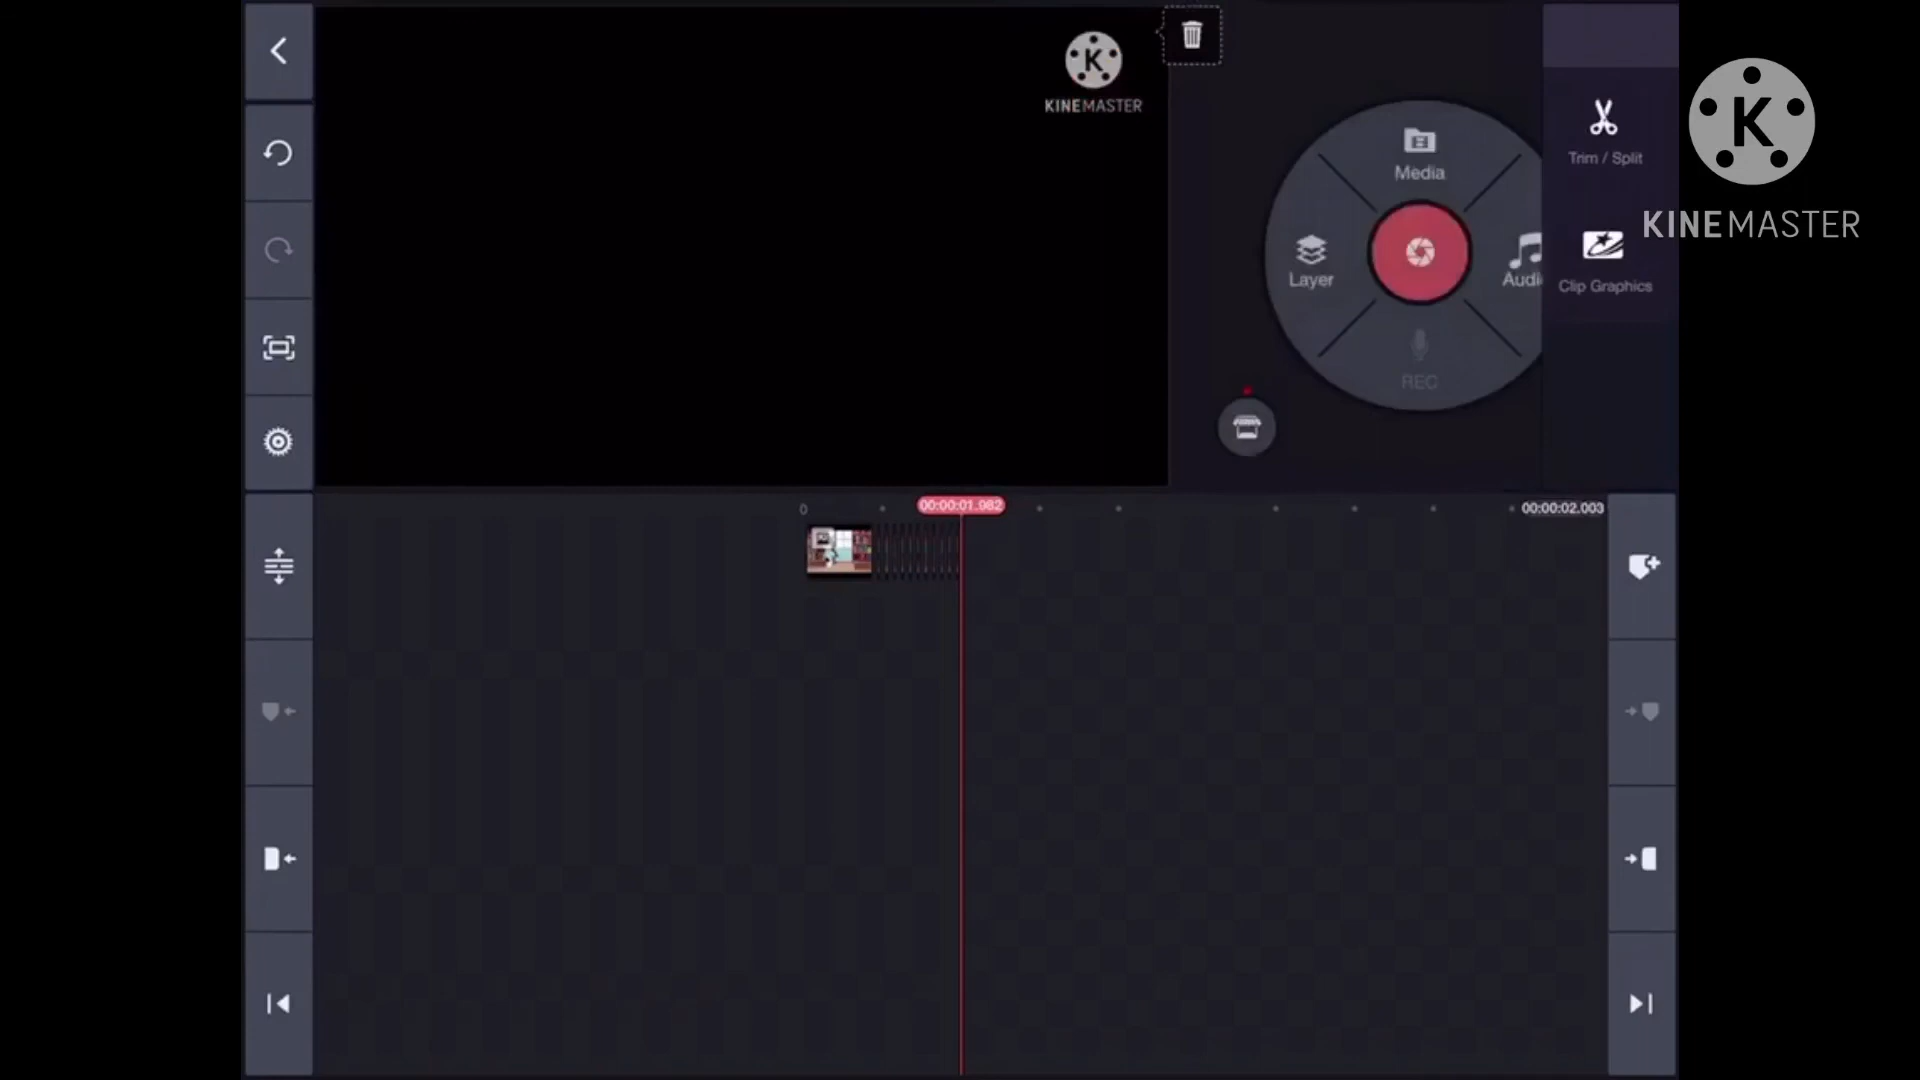 K
KINEMASTER
Media
Layer
Audi
REC
Trim / Split
Clip Graphics
K
KINEMASTER
0
00:00:01.982
00:00:02.003